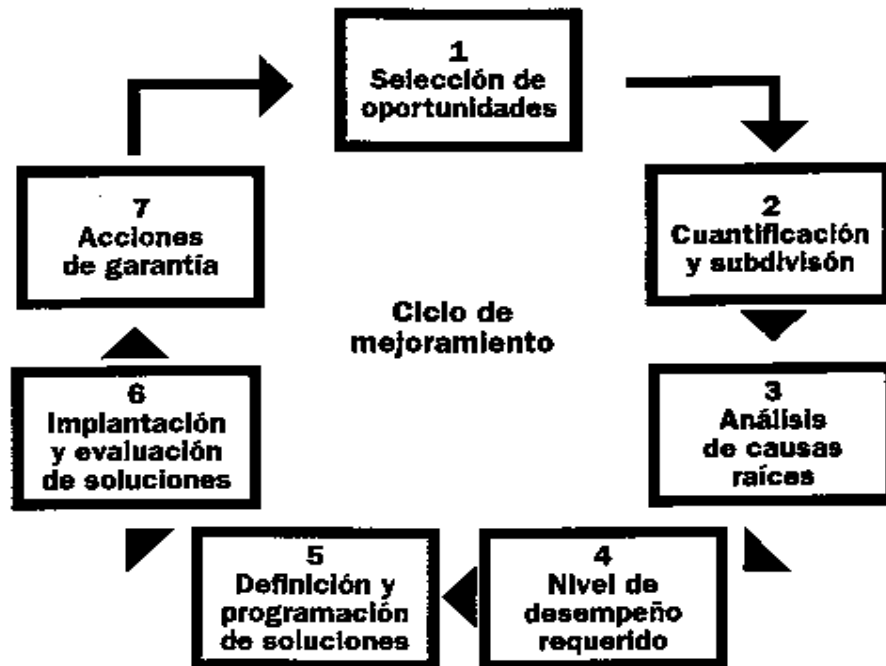 1
Selección de
oportunidades
2
Cuantificación
y subdivisón
3
Análisis
de causas
raíces
4
Nivel de
desempeño
requerido
5
Definición y
programación
de soluciones
6
Implantación
y evaluación
de soluciones
7
Acciones
de garantía
Ciclo de
mejoramiento